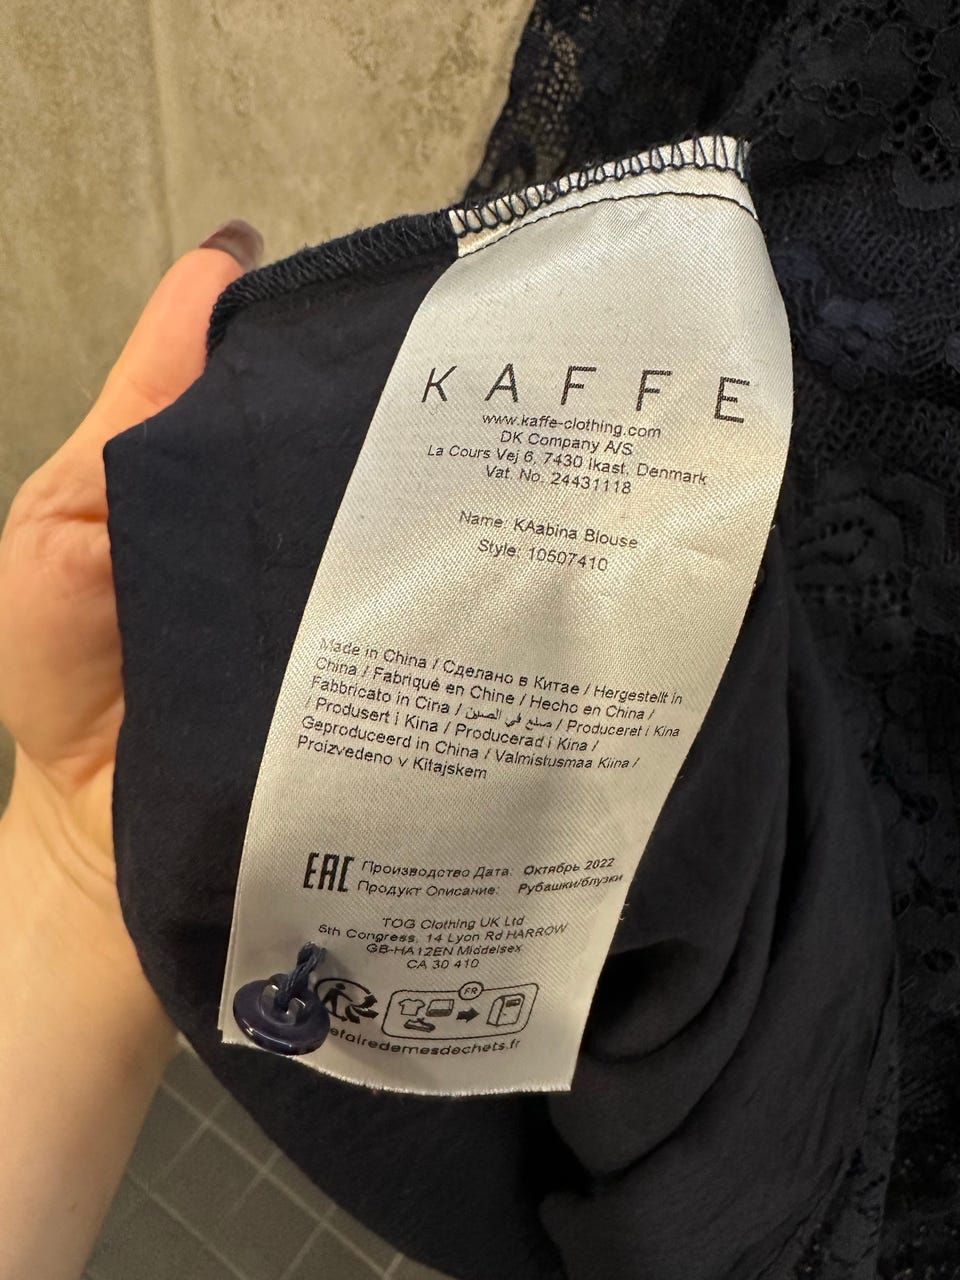 KAFFE
www.kaffe-clothing.com
DK Company A/S
La Cours Vej 6, 7430 Ikast, Denmark
Vat. No. 24431118
Name: KAabina Blouse
Style: 10507410
Made in China / Сделано в Китае / Hergestellt in
China / Fabriqué en Chine / Hecho en China /
Fabbricato in Cina / صنع في الصين / Produceret i Kina
/ Produsert i Kina / Producerad i Kina /
Geproduceerd in China / Valmistusmaa Kiina /
Proizvedeno v Kitajskem
EAC Производство Дата: Октябрь 2022
Продукт Описание: Рубашки/блузки
TOG Clothing UK Ltd
6th Congress, 14 Lyon Rd HARROW
GB-HA12EN Middelsex
CA 30 410
FR
efairedemesdechets.fr